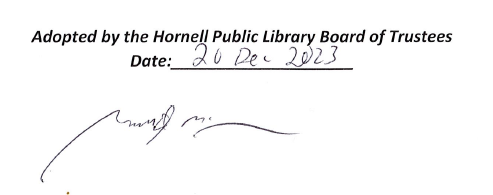 Adopted by the Hornell Public Library Board of Trustees
Date: 20 Dec 2023